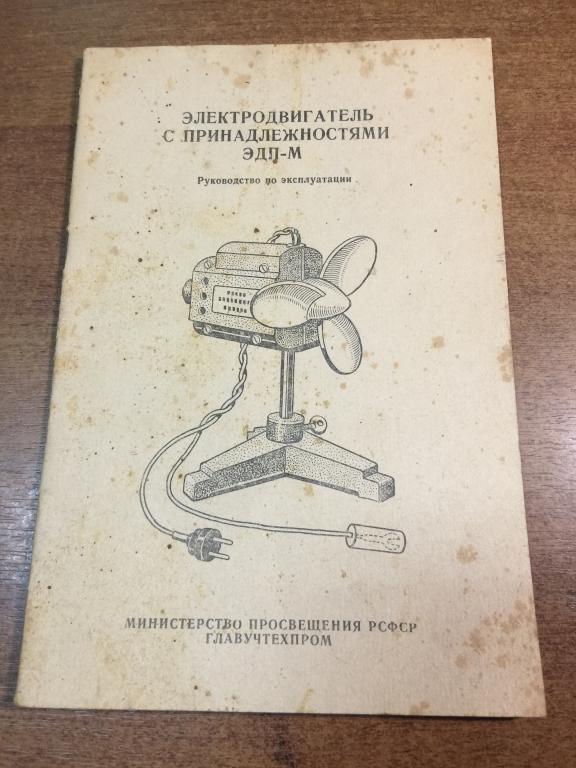 ЭЛЕКТРОДВИГАТЕЛЬ
С ПРИНАДЛЕЖНОСТЯМИ
ЭДП-М
Руководство по эксплуатации
МИНИСТЕРСТВО ПРОСВЕЩЕНИЯ РСФСР
ГЛАВУЧТЕХПРОМ